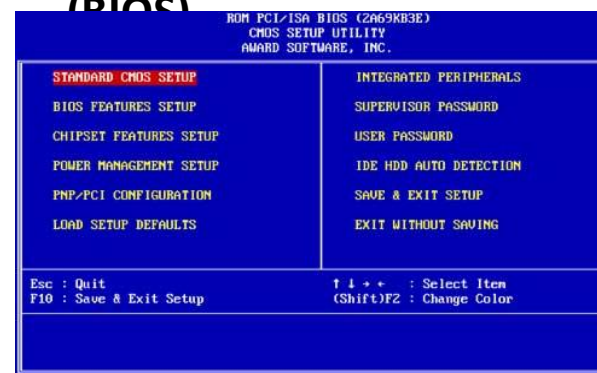 (BIOS)
ROM PCI/ISA BIOS (2A69KB3E)
CMOS SETUP UTILITY
AWARD SOFTWARE, INC.
STANDARD CMOS SETUP
BIOS FEATURES SETUP
CHIPSET FEATURES SETUP
POWER MANAGEMENT SETUP
PNP/PCI CONFIGURATION
LOAD SETUP DEFAULTS
INTEGRATED PERIPHERALS
SUPERVISOR PASSWORD
USER PASSWORD
IDE HDD AUTO DETECTION
SAVE & EXIT SETUP
EXIT WITHOUT SAVING
Esc : Quit
F10 : Save & Exit Setup
↑ ↓ → ← : Select Item
(Shift)F2 : Change Color